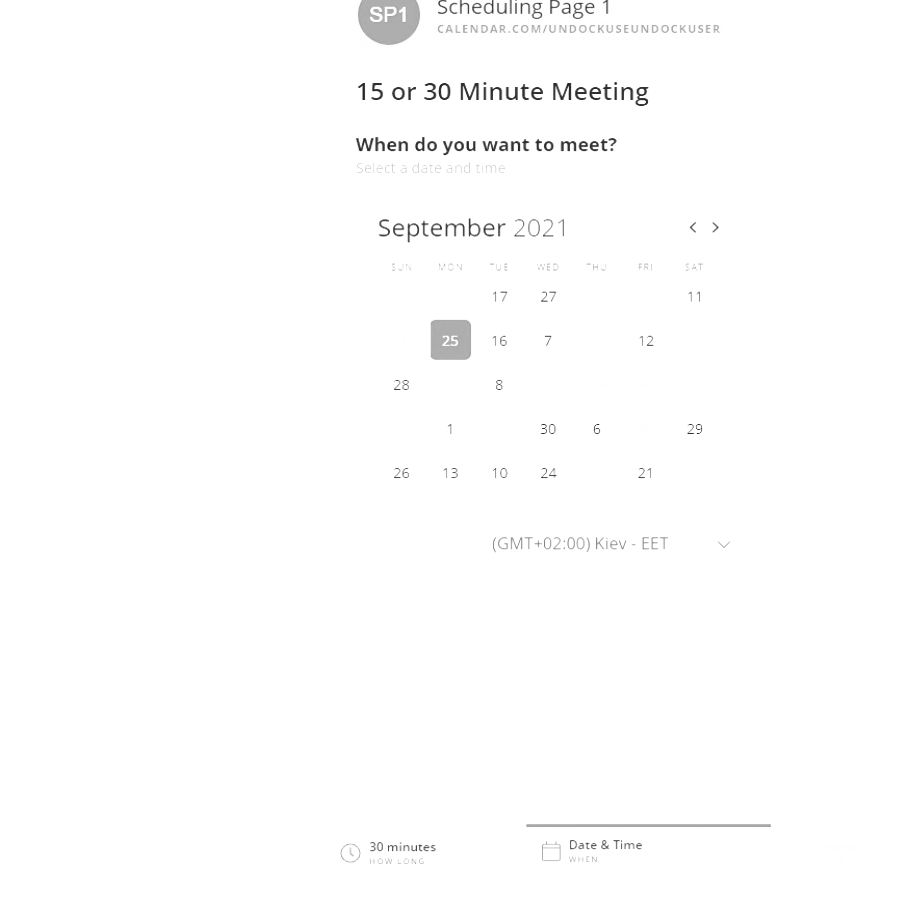 SP1
Scheduling Page 1
CALENDAR.COM/UNDOCKUSEUNDOCKUSER
15 or 30 Minute Meeting
When do you want to meet?
Select a date and time
September 2021
SUN MON TUE WED THU FRI SAT
17 27 11
25 16 7 12
28 8
1 30 6 29
26 13 10 24 21
(GMT+02:00) Kiev - EET
30 minutes
HOW LONG
Date & Time
WHEN